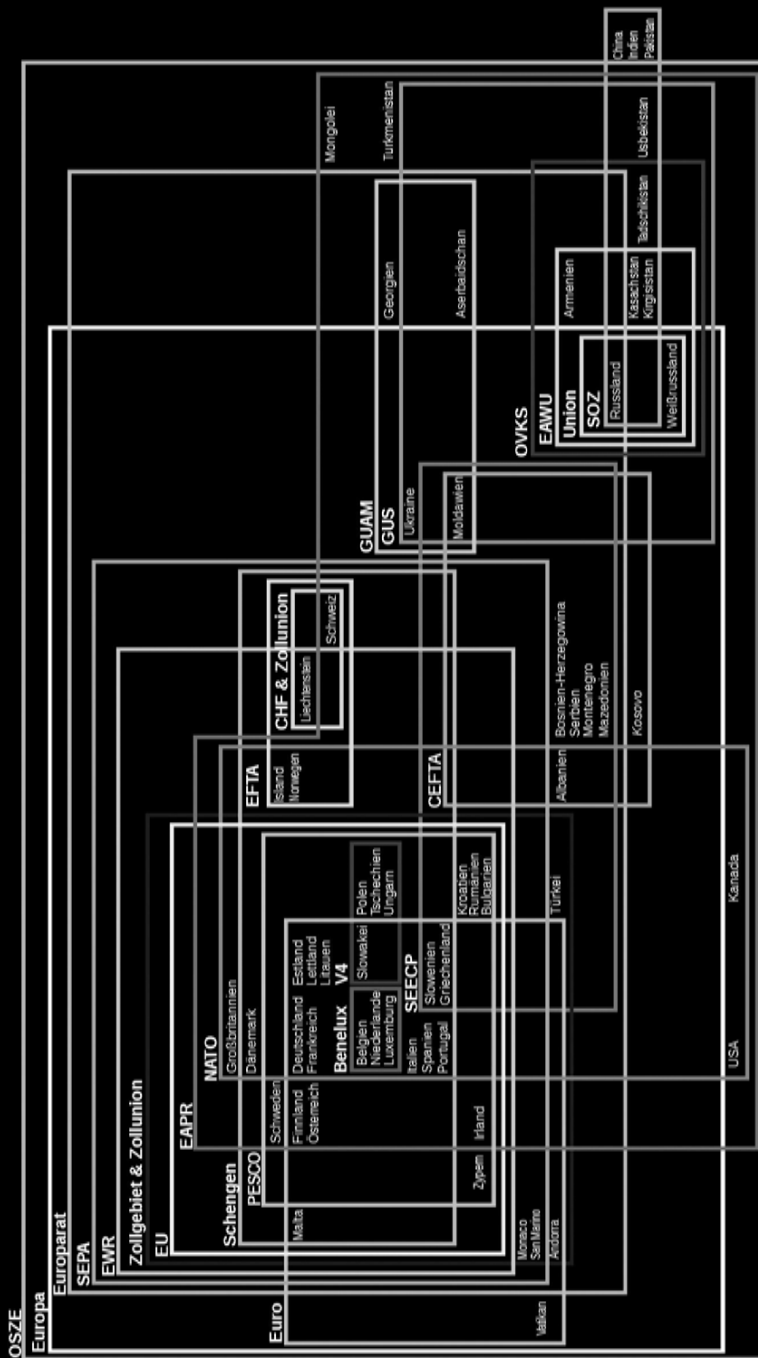 OSZE
Europa
Europarat
SEPA
EWR
Zollgebiet & Zollunion
EU
EAPR
NATO
Großbritannien
Schengen
Dänemark
PESCO
Schweden
Euro
Malta
Finnland
Österreich
Deutschland
Frankreich
Estland
Lettland
Litauen
Benelux
V4
Belgien
Niederlande
Luxemburg
Slowakei
Polen
Tschechien
Ungarn
Italien
Spanien
Portugal
SEECP
Slowenien
Griechenland
Zypern
Irland
Kroatien
Rumänien
Bulgarien
Monaco
San Marino
Andorra
Vatikan
Türkei
EFTA
Island
Norwegen
CHF & Zollunion
Liechtenstein
Schweiz
CEFTA
Albanien
Bosnien-Herzegowina
Serbien
Montenegro
Mazedonien
Kosovo
USA
Kanada
GUAM
GUS
Ukraine
Moldawien
Georgien
Aserbaidschan
Mongolei
Turkmenistan
OVKS
EAWU
Union
SOZ
Russland
Weißrussland
Armenien
Kasachstan
Kirgisistan
Tadschikistan
Usbekistan
China
Indien
Pakistan